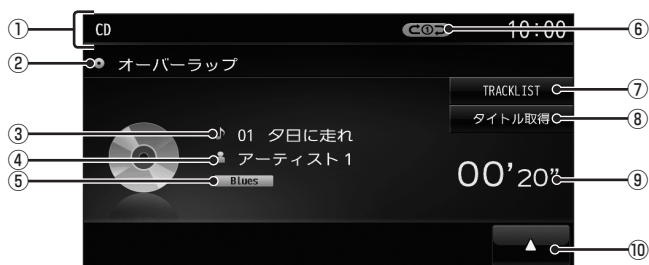 ① CD 10:00 ⑥
② オーバーラップ
TRACKLIST ⑦
タイトル取得 ⑧
③ 01 夕日に走れ
④ アーティスト1
⑤ Blues
00'20" ⑨
⑩